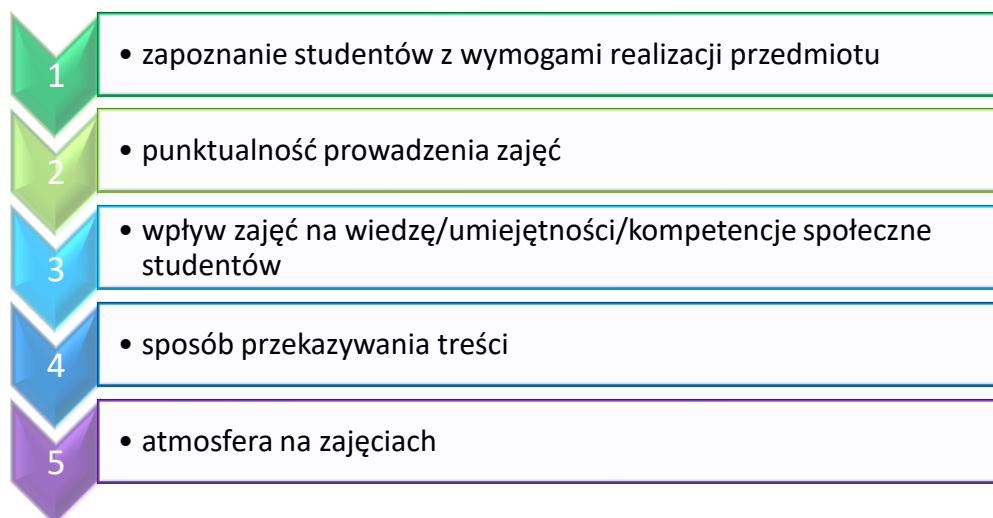 1
• zapoznanie studentów z wymogami realizacji przedmiotu
2
• punktualność prowadzenia zajęć
3
• wpływ zajęć na wiedzę/umiejętności/kompetencje społeczne
studentów
4
• sposób przekazywania treści
5
• atmosfera na zajęciach